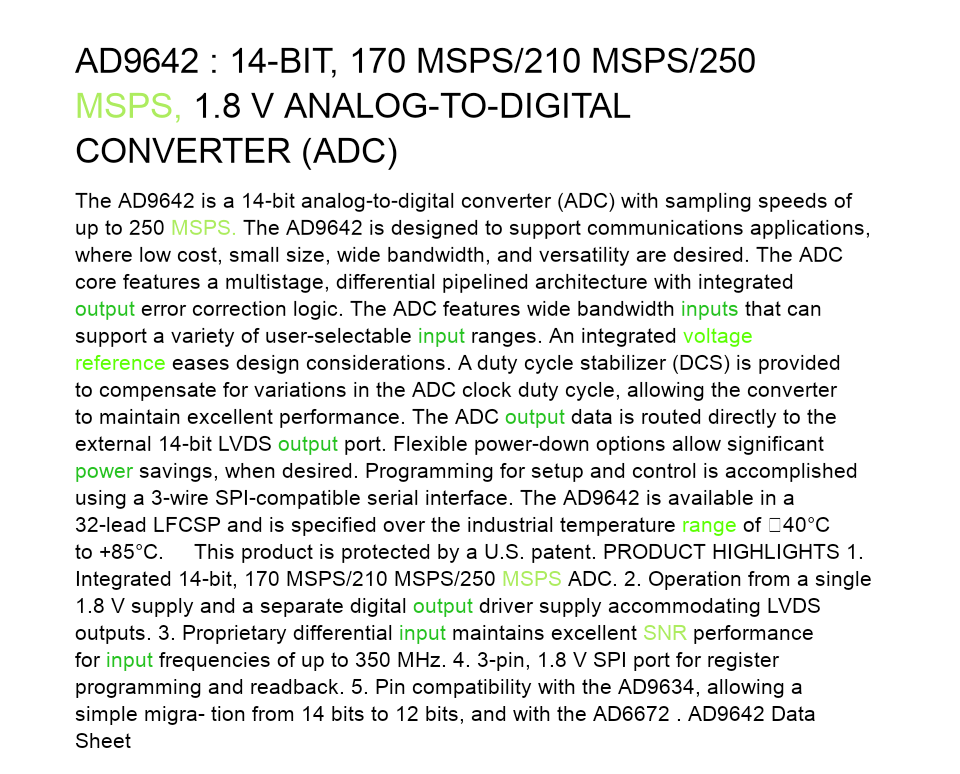 AD9642 : 14-BIT, 170 MSPS/210 MSPS/250
MSPS, 1.8 V ANALOG-TO-DIGITAL
CONVERTER (ADC)
The AD9642 is a 14-bit analog-to-digital converter (ADC) with sampling speeds of
up to 250 MSPS. The AD9642 is designed to support communications applications,
where low cost, small size, wide bandwidth, and versatility are desired. The ADC
core features a multistage, differential pipelined architecture with integrated
output error correction logic. The ADC features wide bandwidth inputs that can
support a variety of user-selectable input ranges. An integrated voltage
reference eases design considerations. A duty cycle stabilizer (DCS) is provided
to compensate for variations in the ADC clock duty cycle, allowing the converter
to maintain excellent performance. The ADC output data is routed directly to the
external 14-bit LVDS output port. Flexible power-down options allow significant
power savings, when desired. Programming for setup and control is accomplished
using a 3-wire SPI-compatible serial interface. The AD9642 is available in a
32-lead LFCSP and is specified over the industrial temperature range of □40°C
to +85°C. This product is protected by a U.S. patent. PRODUCT HIGHLIGHTS 1.
Integrated 14-bit, 170 MSPS/210 MSPS/250 MSPS ADC. 2. Operation from a single
1.8 V supply and a separate digital output driver supply accommodating LVDS
outputs. 3. Proprietary differential input maintains excellent SNR performance
for input frequencies of up to 350 MHz. 4. 3-pin, 1.8 V SPI port for register
programming and readback. 5. Pin compatibility with the AD9634, allowing a
simple migra- tion from 14 bits to 12 bits, and with the AD6672 . AD9642 Data
Sheet